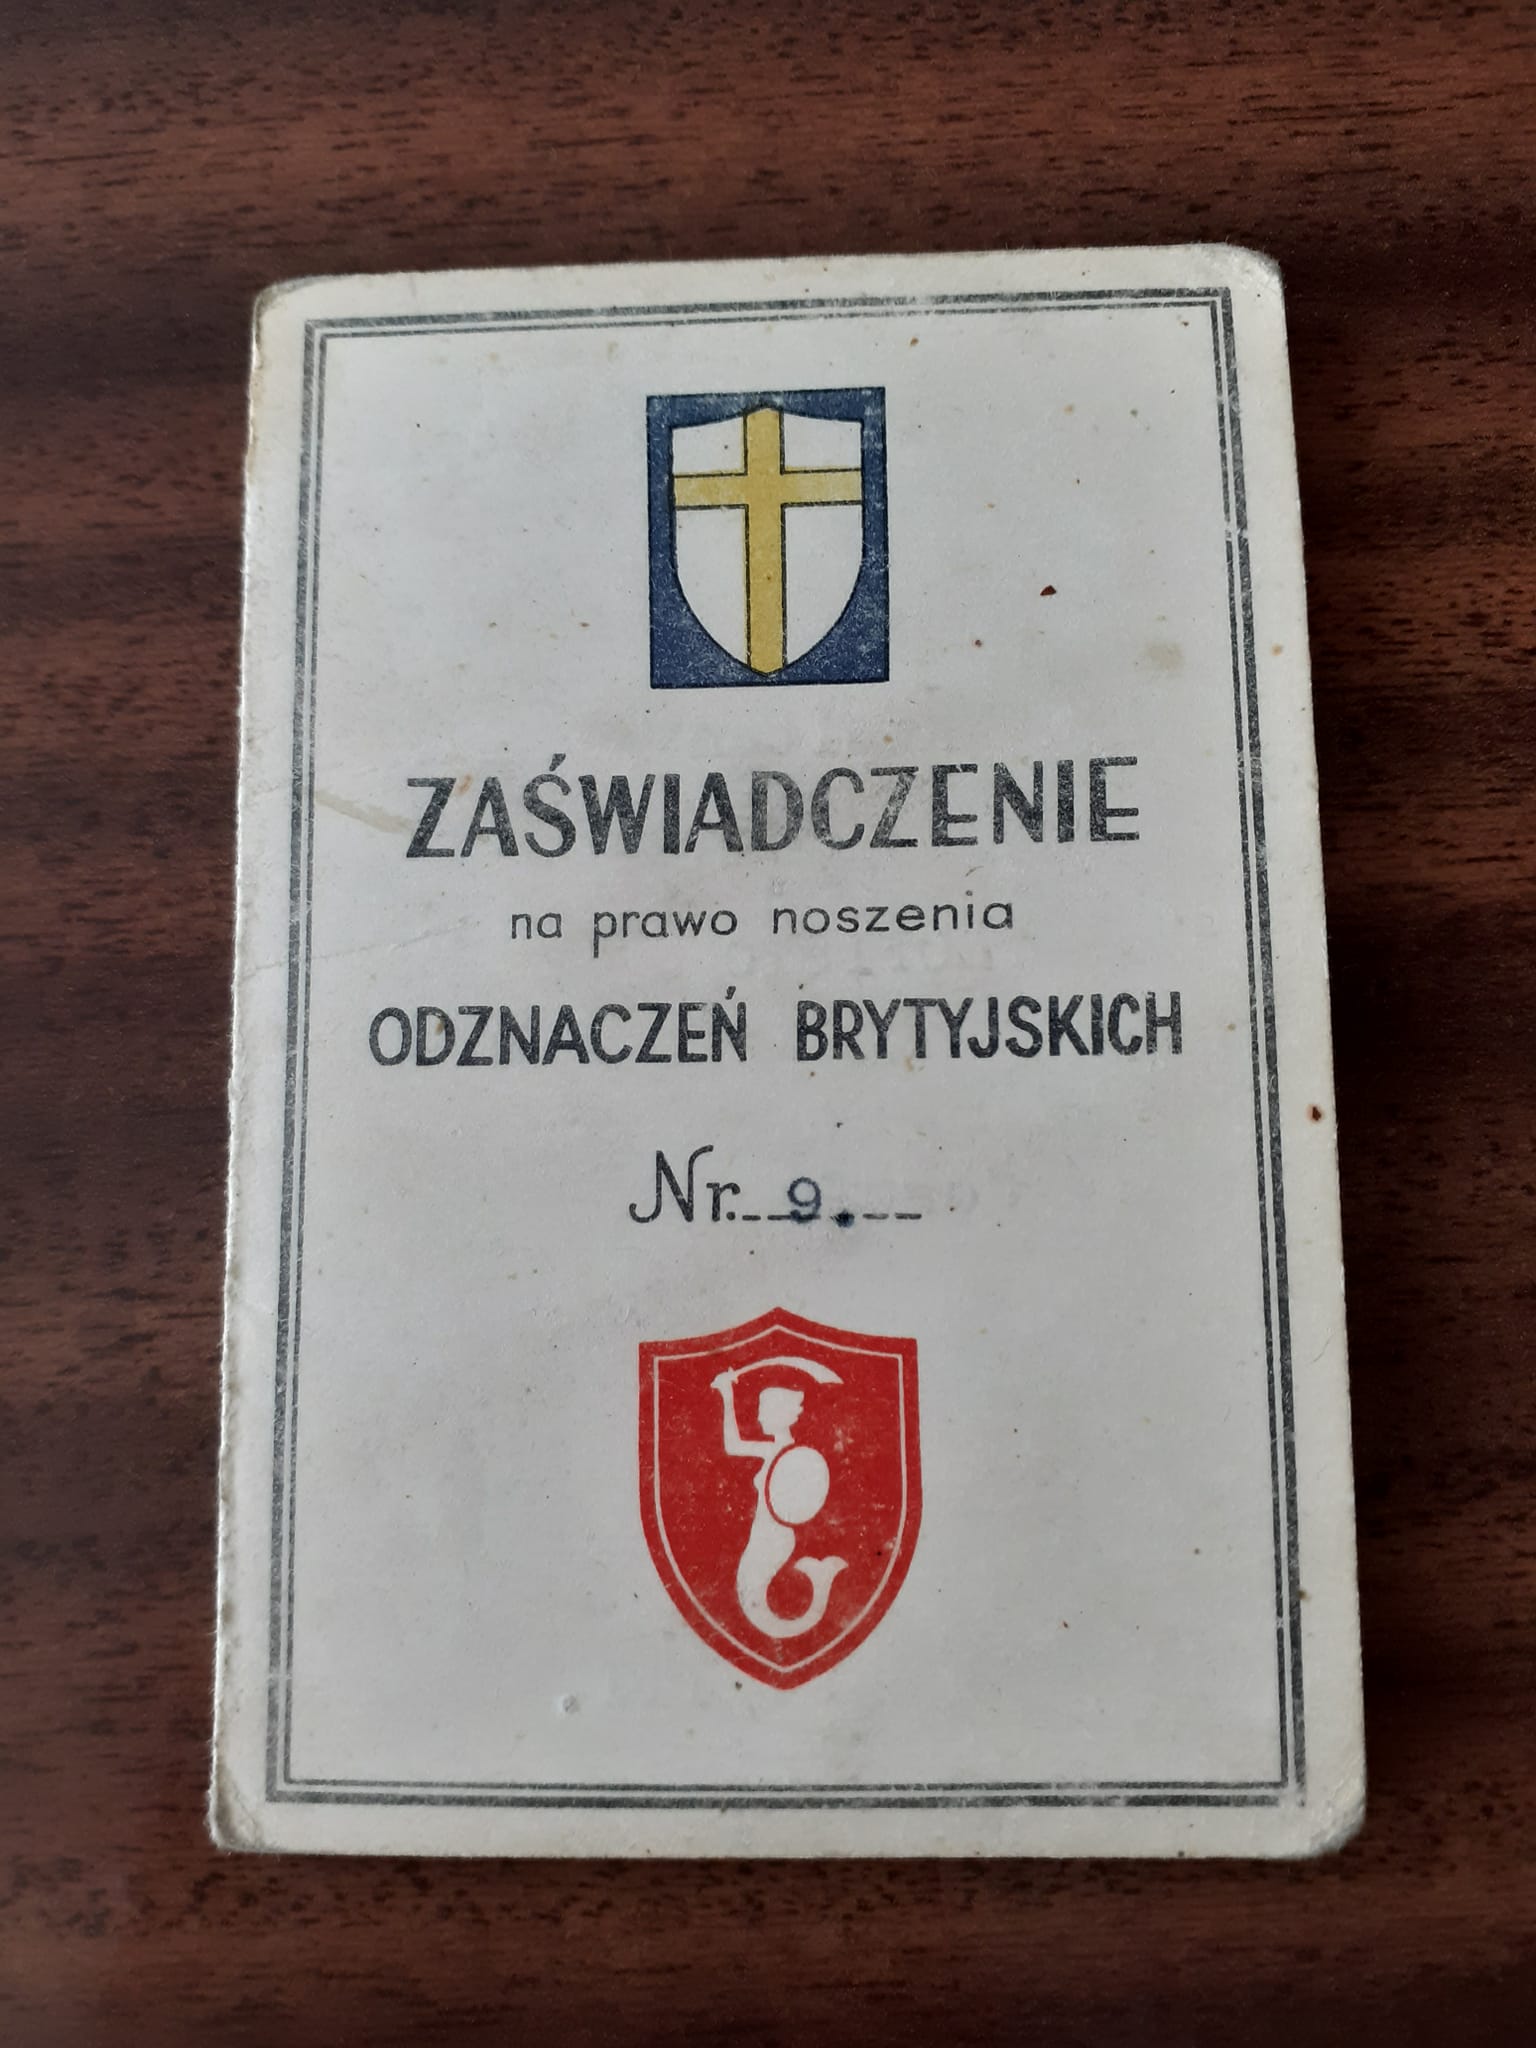 ZAŚWIADCZENIE
na prawo noszenia
ODZNACZEŃ BRYTYJSKICH
Nr. 9.